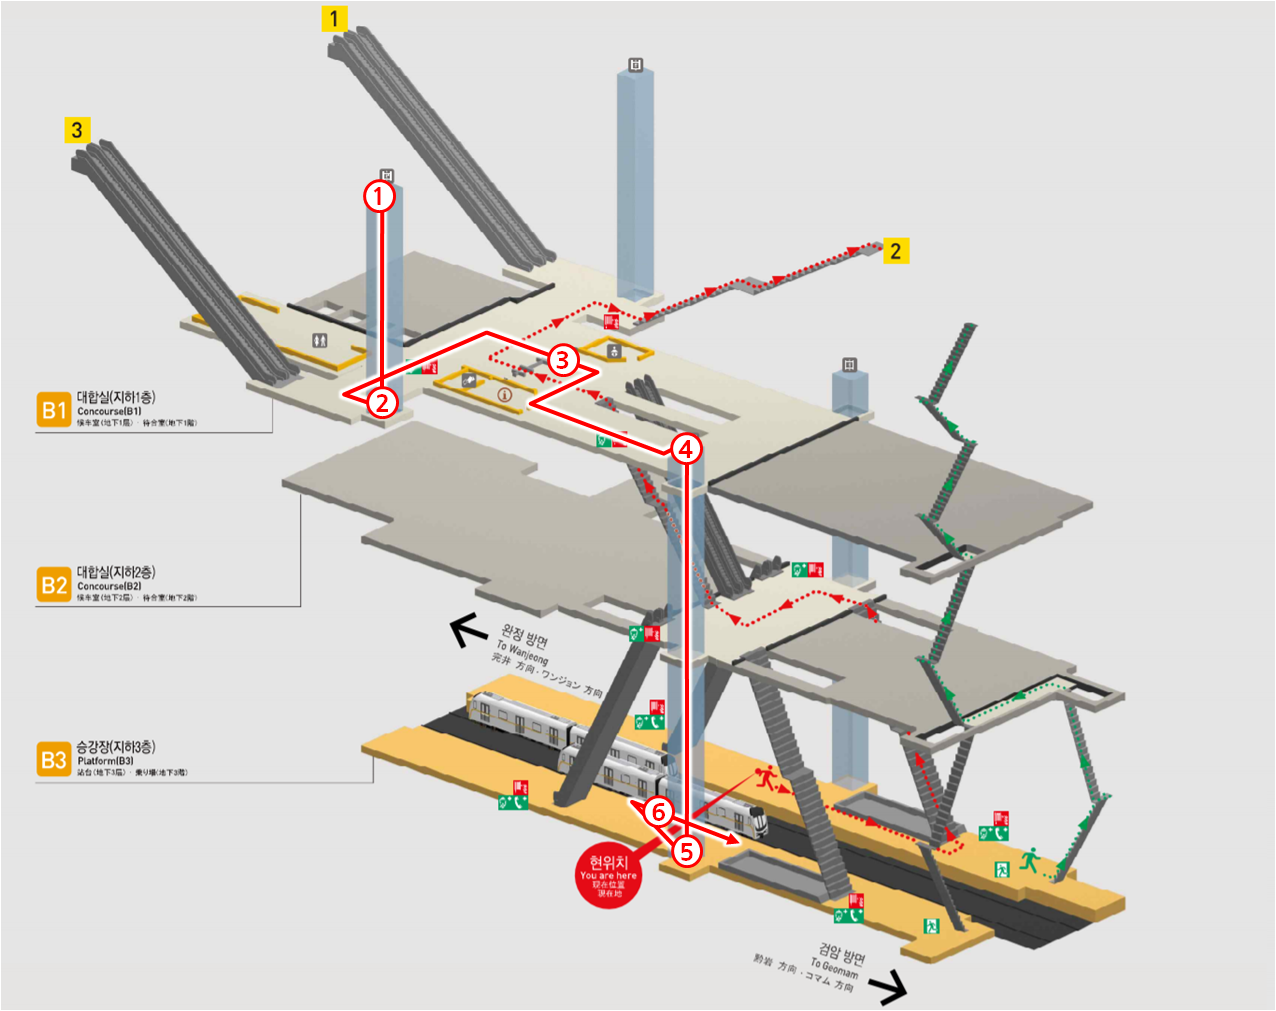 1
3
2
①
②
③
④
⑤
⑥
B1
대합실(지하1층)
Concourse(B1)
候车室(地下1层) · 待合室(地下1階)
B2
대합실(지하2층)
Concourse(B2)
候车室(地下2层) · 待合室(地下2階)
B3
승강장(지하3층)
Platform(B3)
站台(地下3层) · 乗り場(地下3階)
완정 방면
To Wanjeong
完井 方向 · ワンジョン 方向
현위치
You are here
现在位置
現在地
검암 방면
To Geomam
黔岩 方向 · コマム 方向